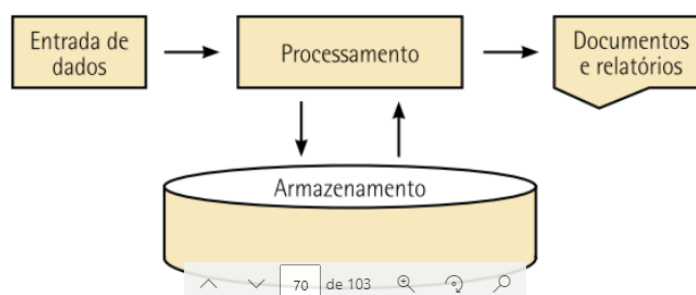 Entrada de
dados
Processamento
Documentos
e relatórios
Armazenamento
70 de 103